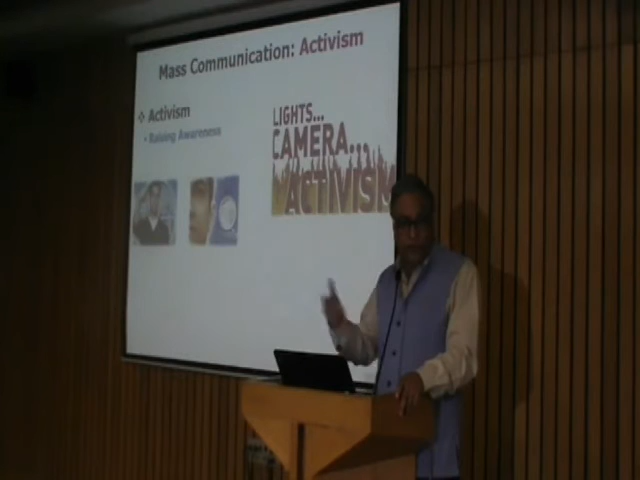 Mass Communication: Activism
❖ Activism
• Raising Awareness
LIGHTS...
CAMERA...
ACTIVISM